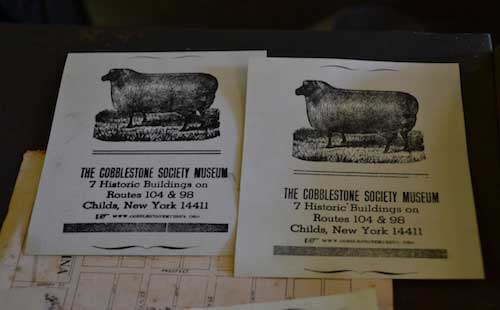 THE COBBLESTONE SOCIETY MUSEUM
7 Historic Buildings on
Routes 104 & 98
Childs, New York 14411
THE COBBLESTONE SOCIETY MUSEUM
7 Historic Buildings on
Routes 104 & 98
Childs, New York 14411
PROSPECT